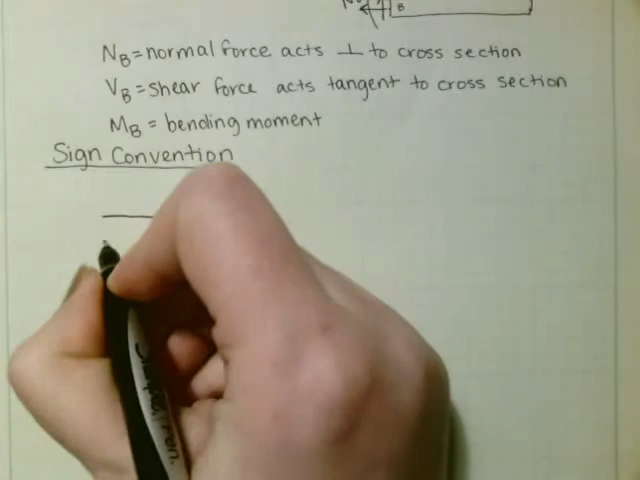 B
N_B = normal force acts ⊥ to cross section
V_B = shear force acts tangent to cross section
M_B = bending moment
Sign Convention